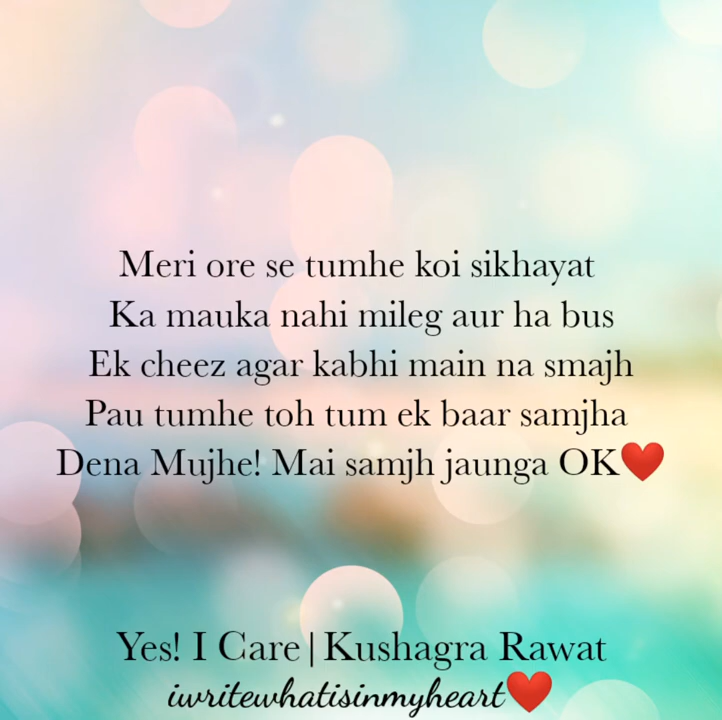 Meri ore se tumhe koi sikhayat
Ka mauka nahi mileg aur ha bus
Ek cheez agar kabhi main na smajh
Pau tumhe toh tum ek baar samjha
Dena Mujhe! Mai samjh jaunga OK❤️
Yes! I Care|Kushagra Rawat
iwritewhatisinmyheart❤️